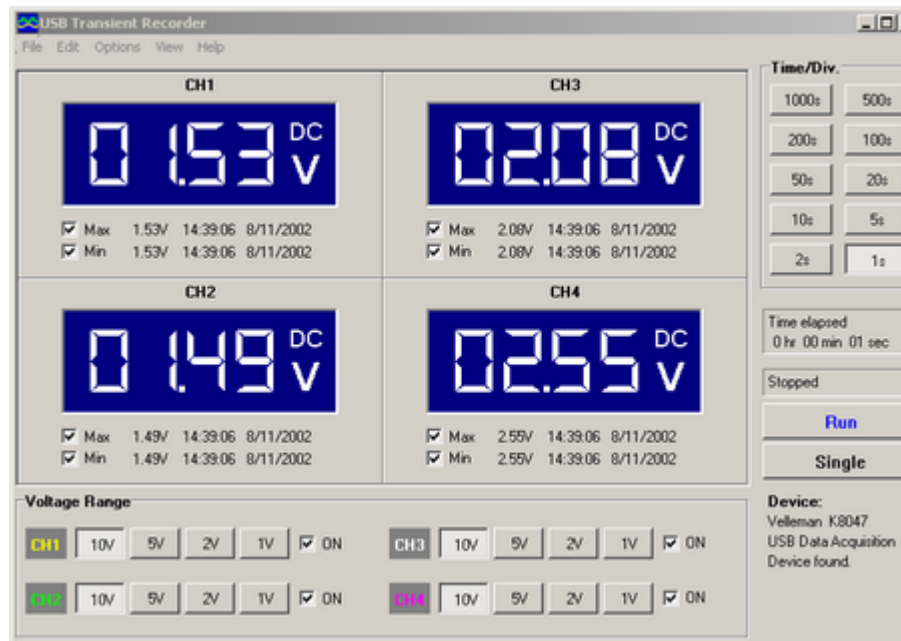 USB Transient Recorder
File Edit Options View Help
CH1
01.53 DC V
Max 1.53V 14:39:06 8/11/2002
Min 1.53V 14:39:06 8/11/2002
CH3
02.08 DC V
Max 2.08V 14:39:06 8/11/2002
Min 2.08V 14:39:06 8/11/2002
CH2
01.49 DC V
Max 1.49V 14:39:06 8/11/2002
Min 1.49V 14:39:06 8/11/2002
CH4
02.55 DC V
Max 2.55V 14:39:06 8/11/2002
Min 2.55V 14:39:06 8/11/2002
Time/Div.
1000s 500s
200s 100s
50s 20s
10s 5s
2s 1s
Time elapsed
0 hr 00 min 01 sec
Stopped
Run
Single
Device:
Velleman K8047
USB Data Acquisition
Device found.
Voltage Range
CH1 10V 5V 2V 1V ON
CH3 10V 5V 2V 1V ON
CH2 10V 5V 2V 1V ON
CH4 10V 5V 2V 1V ON